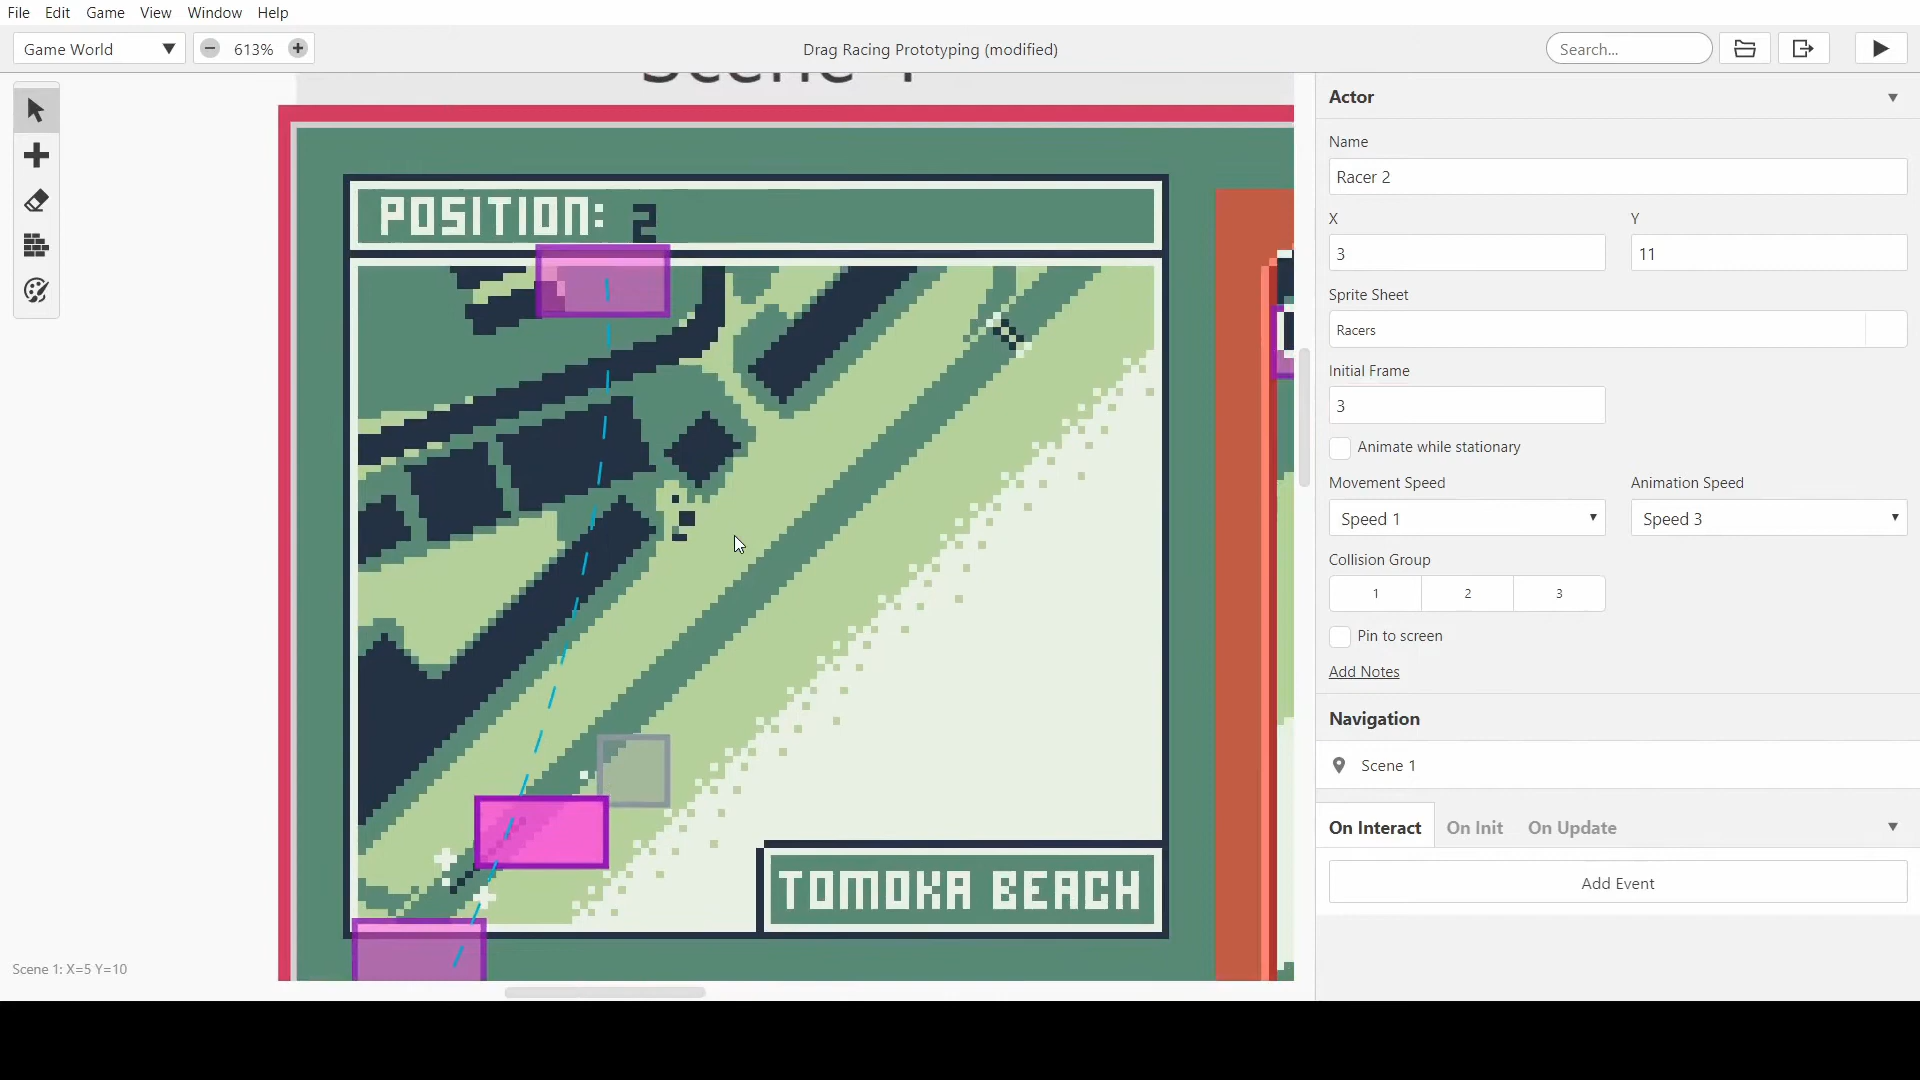 File Edit Game View Window Help
Game World 613% Drag Racing Prototyping (modified) Search...
Scene 1
POSITION: 2
TOMOKA BEACH
Scene 1: X=5 Y=10
Actor
Name
Racer 2
X Y
3 11
Sprite Sheet
Racers
Initial Frame
3
Animate while stationary
Movement Speed Animation Speed
Speed 1 Speed 3
Collision Group
1 2 3
Pin to screen
Add Notes
Navigation
Scene 1
On Interact On Init On Update
Add Event